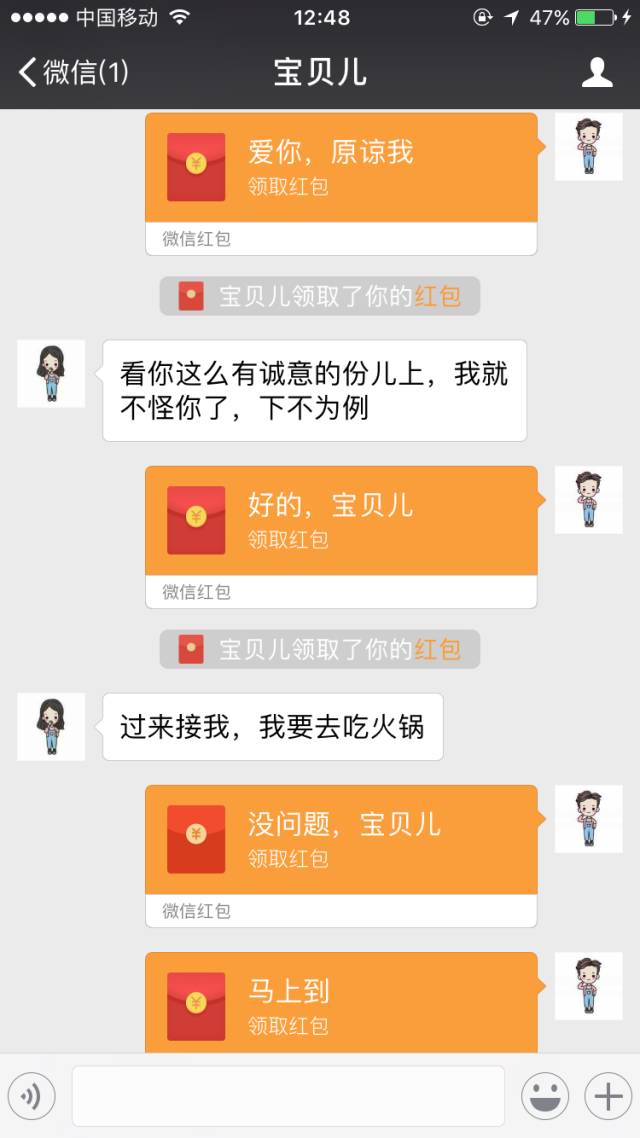 中国移动
12:48
47%
微信(1)
宝贝儿
爱你，原谅我
领取红包
微信红包
宝贝儿领取了你的红包
看你这么有诚意的份儿上，我就
不怪你了，下不为例
好的，宝贝儿
领取红包
微信红包
宝贝儿领取了你的红包
过来接我，我要去吃火锅
没问题，宝贝儿
领取红包
微信红包
马上到
领取红包